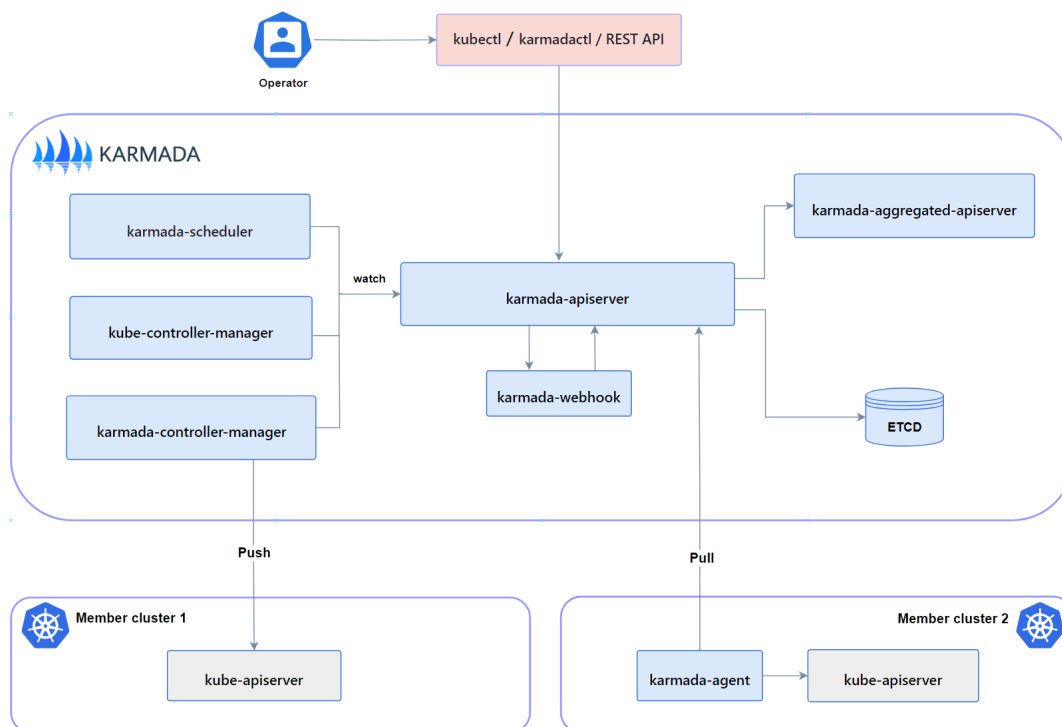 kubectl / karmadactl / REST API
Operator
KARMADA
karmada-scheduler
karmada-aggregated-apiserver
watch
karmada-apiserver
kube-controller-manager
karmada-webhook
karmada-controller-manager
ETCD
Push
Pull
Member cluster 1
Member cluster 2
kube-apiserver
karmada-agent
kube-apiserver